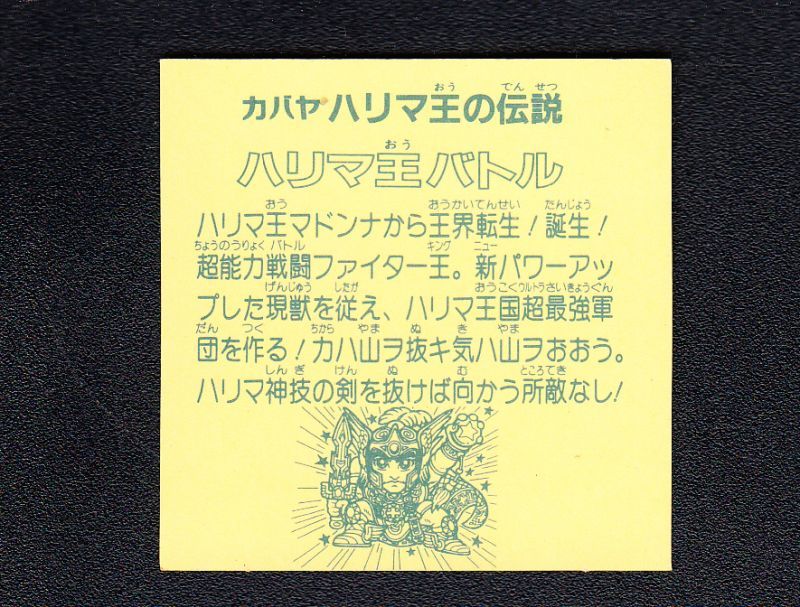 カバヤ ハリマ王の伝説
ハリマ王バトル
ハリマ王マドンナから王界転生！誕生！
超能力戦闘ファイター王。新パワーアッ
プした現獣を従え、ハリマ王国超最強軍
団を作る！力ハ山ヲ抜キ気ハ山ヲおおう。
ハリマ神技の剣を抜けば向かう所敵なし！